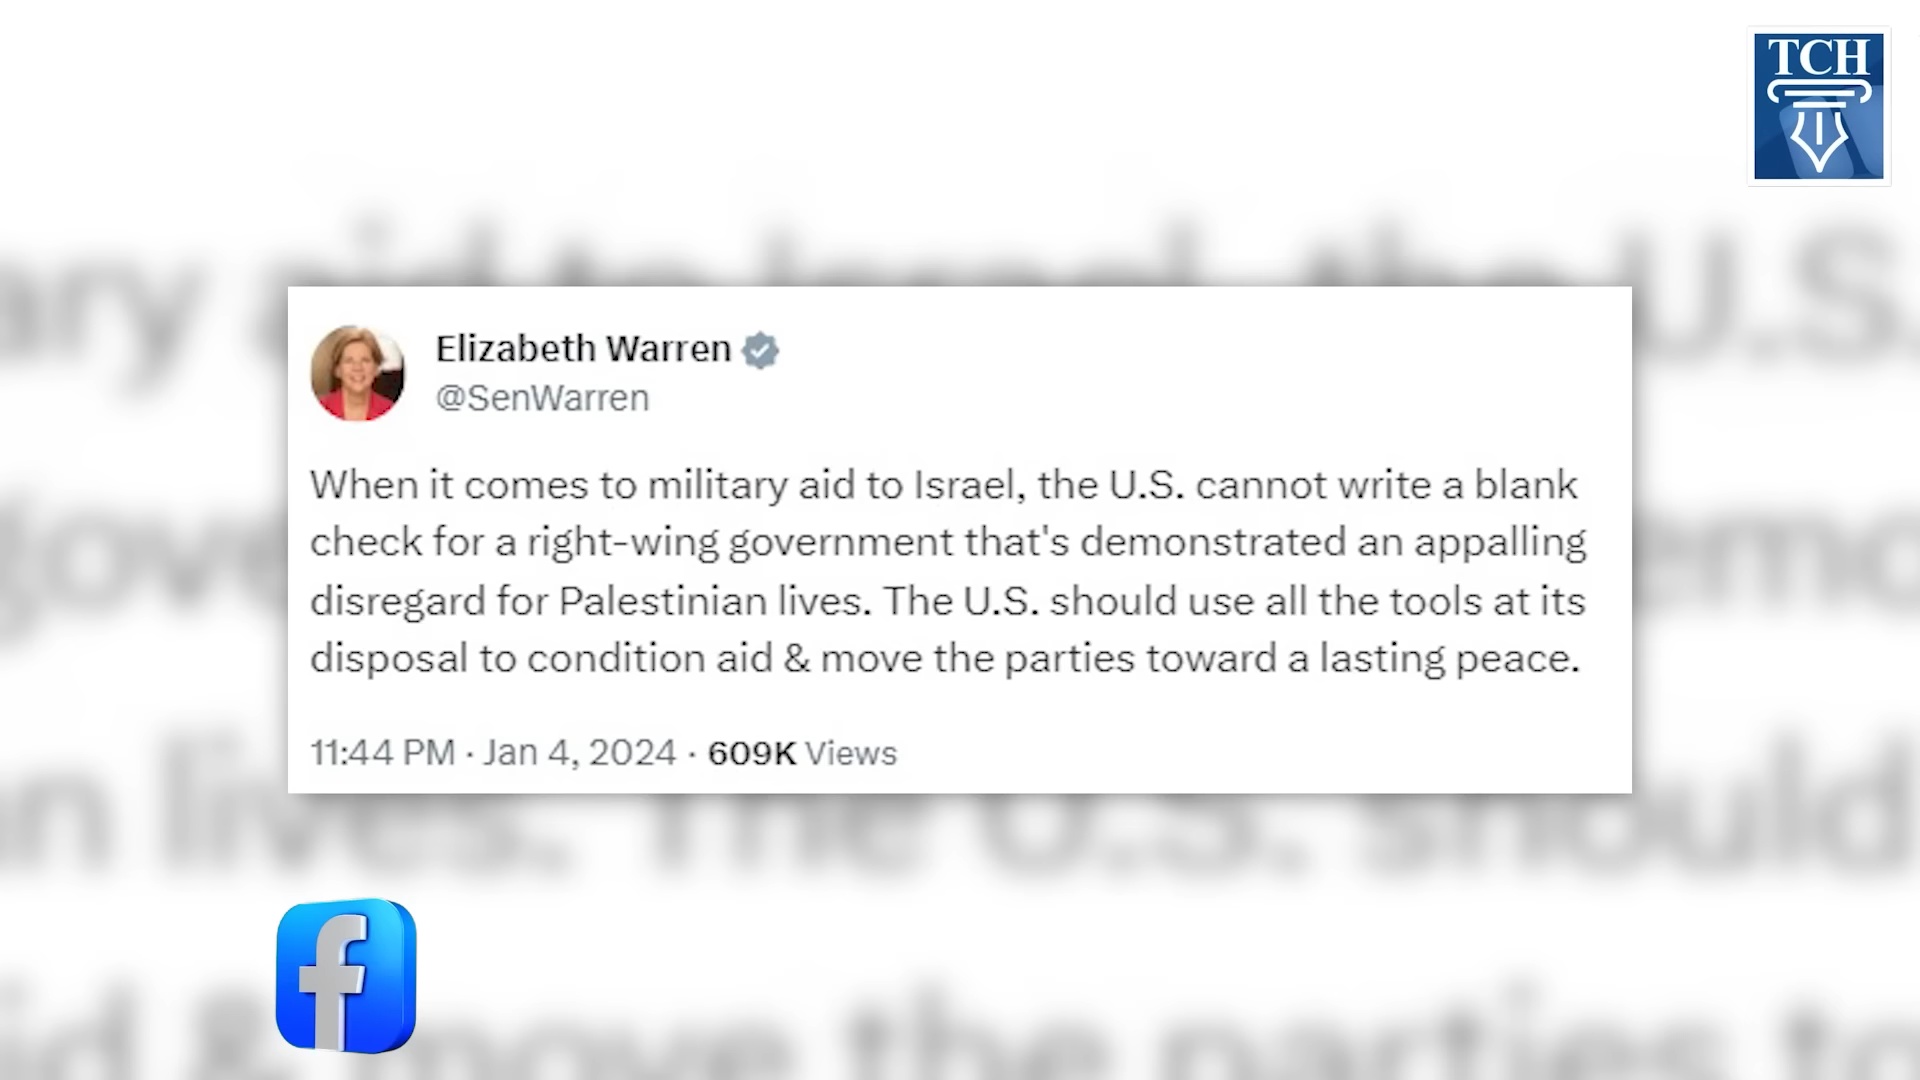 TCH
Elizabeth Warren
@SenWarren
When it comes to military aid to Israel, the U.S. cannot write a blank
check for a right-wing government that's demonstrated an appalling
disregard for Palestinian lives. The U.S. should use all the tools at its
disposal to condition aid & move the parties toward a lasting peace.
11:44 PM · Jan 4, 2024 · 609K Views